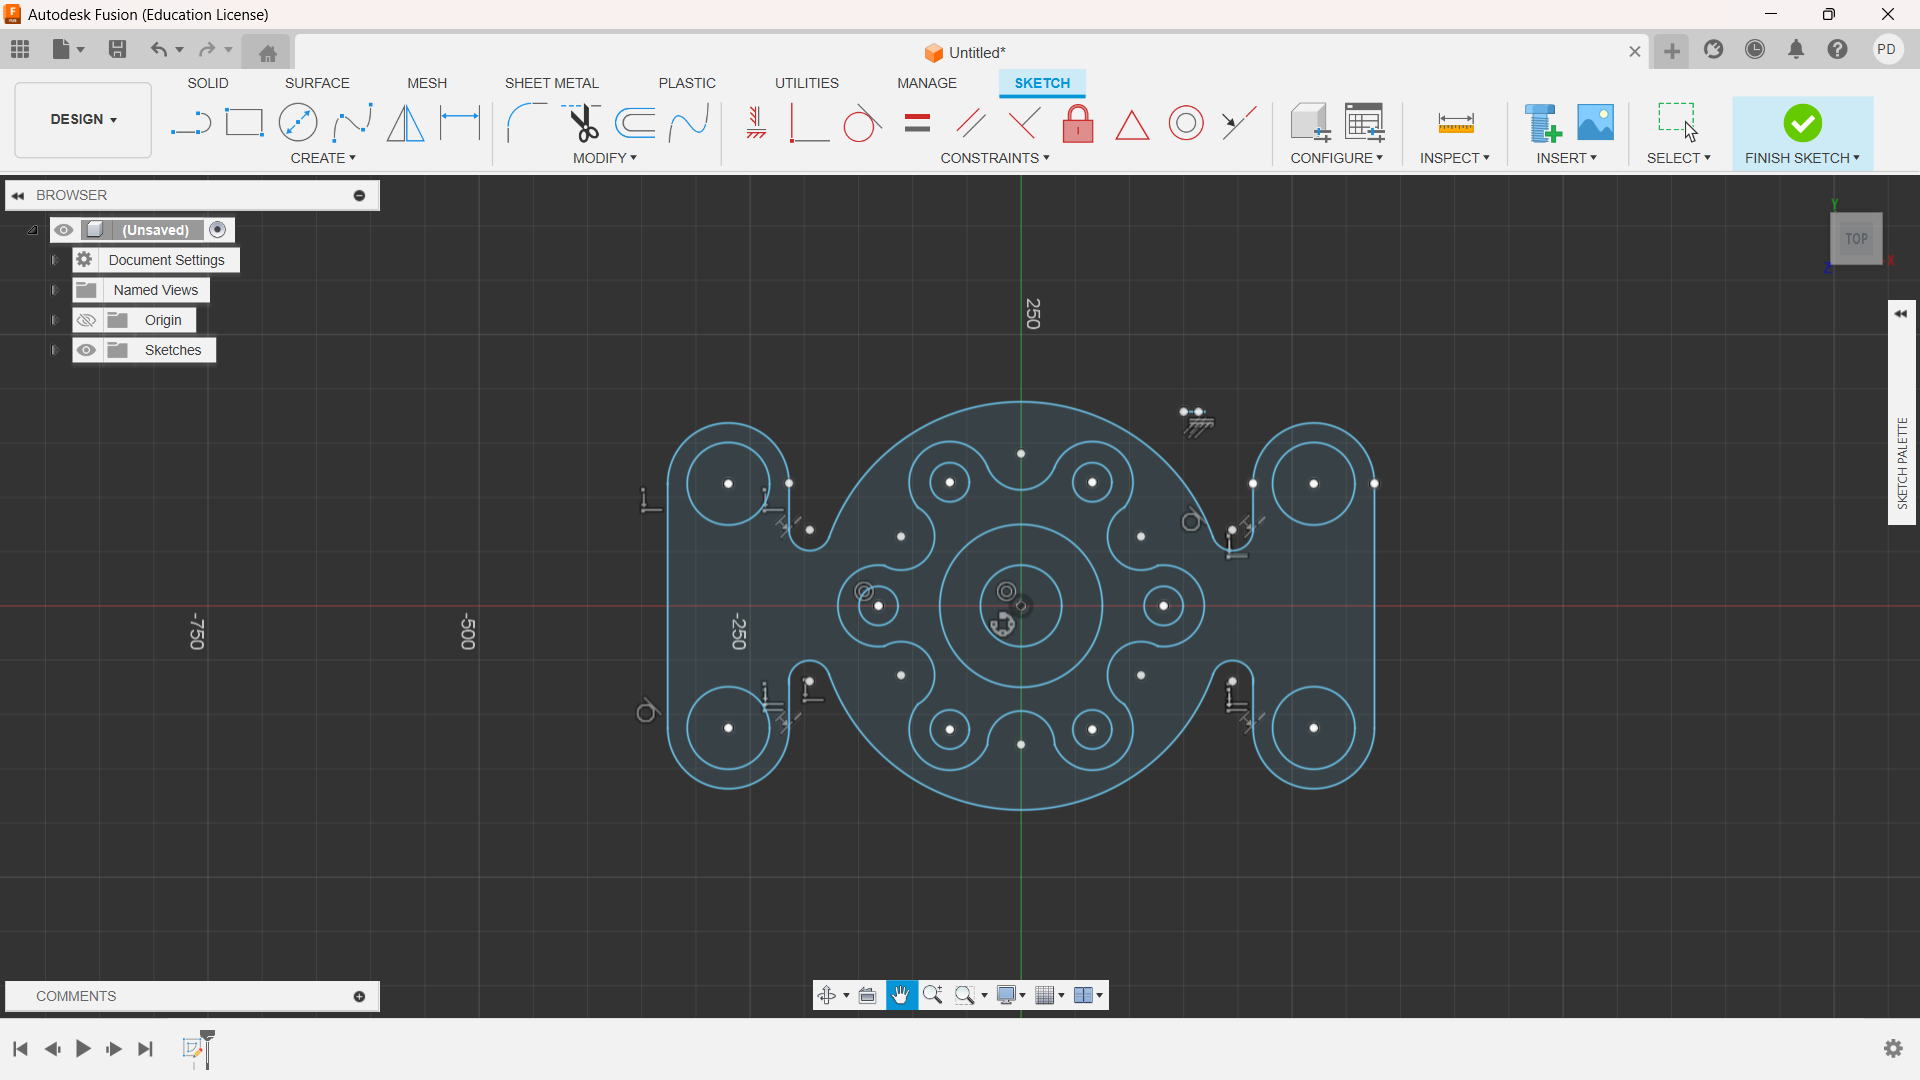 Autodesk Fusion (Education License)
Untitled*
PD
SOLID SURFACE MESH SHEET METAL PLASTIC UTILITIES MANAGE SKETCH
DESIGN
CREATE MODIFY CONSTRAINTS CONFIGURE INSPECT INSERT SELECT FINISH SKETCH
BROWSER
(Unsaved)
Document Settings
Named Views
Origin
Sketches
Y
TOP
X
Z
250
SKETCH PALETTE
-750
-500
-250
COMMENTS